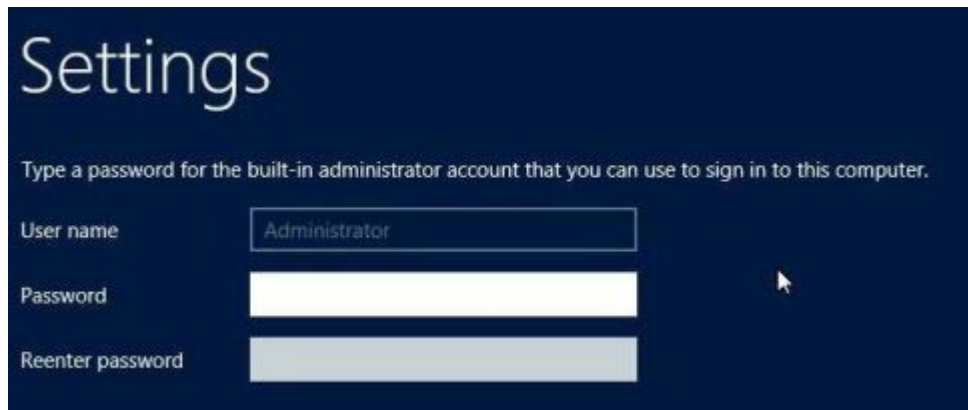 Settings
Type a password for the built-in administrator account that you can use to sign in to this computer.
User name
Administrator
Password
Reenter password